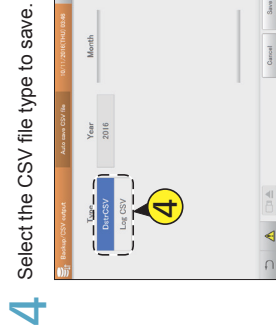 4 Select the CSV file type to save.
Backup/CSV output
Auto save CSV file
10/11/2016(THU) 03:46
Type
Year
Month
DstrCSV
2016
Log CSV
4
Cancel
Save